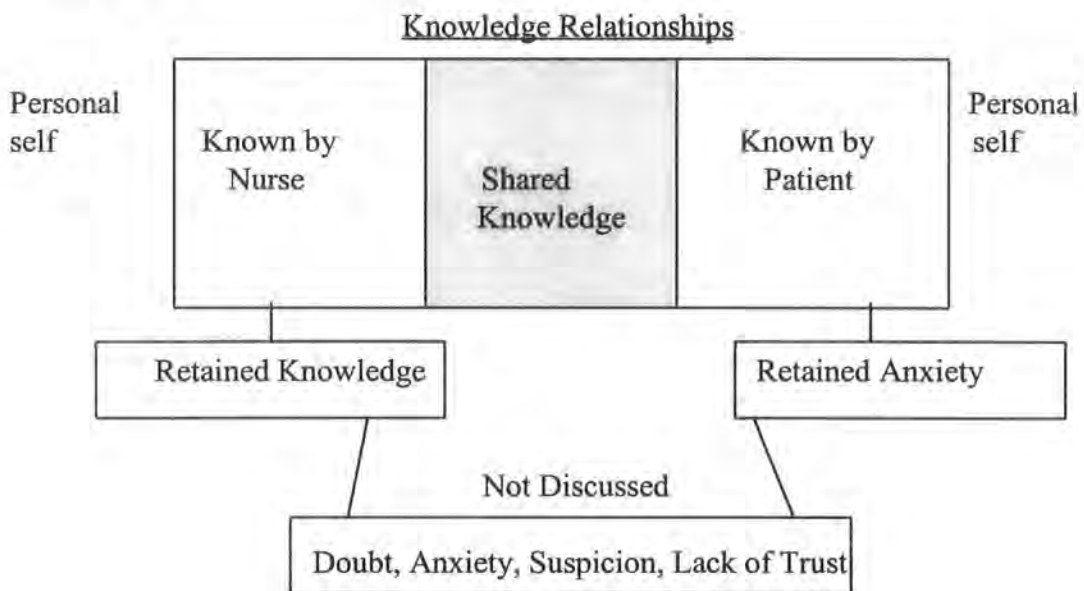 Knowledge Relationships
Personal
self
Known by
Nurse
Shared
Knowledge
Known by
Patient
Personal
self
Retained Knowledge
Retained Anxiety
Not Discussed
Doubt, Anxiety, Suspicion, Lack of Trust